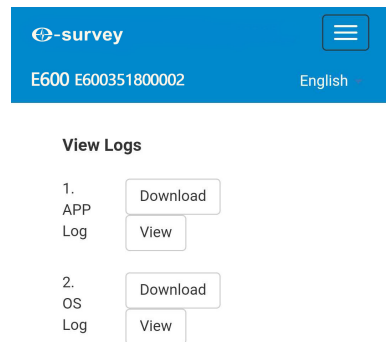 e-survey
E600 E600351800002 English
View Logs
1. APP Log
Download
View
2. OS Log
Download
View